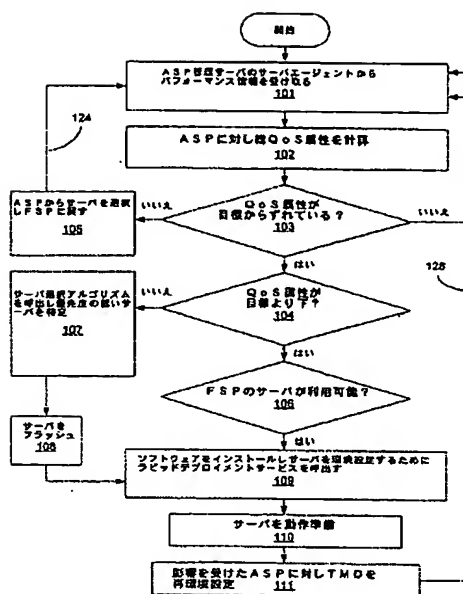 開始
ASP管理サーバのサーバエージェントから
パフォーマンス情報を受け取る
101
124
ASPに対し総QoS属性を計算
102
QoS属性が
目標からずれている?
103
いいえ
いいえ
ASPからサーバを選択
しFSPに戻す
105
はい
128
QoS属性が
目標より下?
104
いいえ
サーバ選択アルゴリズム
を呼出し優先度の低いサ
ーバを特定
107
はい
FSPのサーバが利用可能?
106
はい
サーバを
フラッシュ
108
ソフトウェアをインストールしサーバを環境設定するために
ラピッドデプロイメントサービスを呼出す
109
サーバを動作準備
110
影響を受けたASPに対しTMOを
再環境設定
111